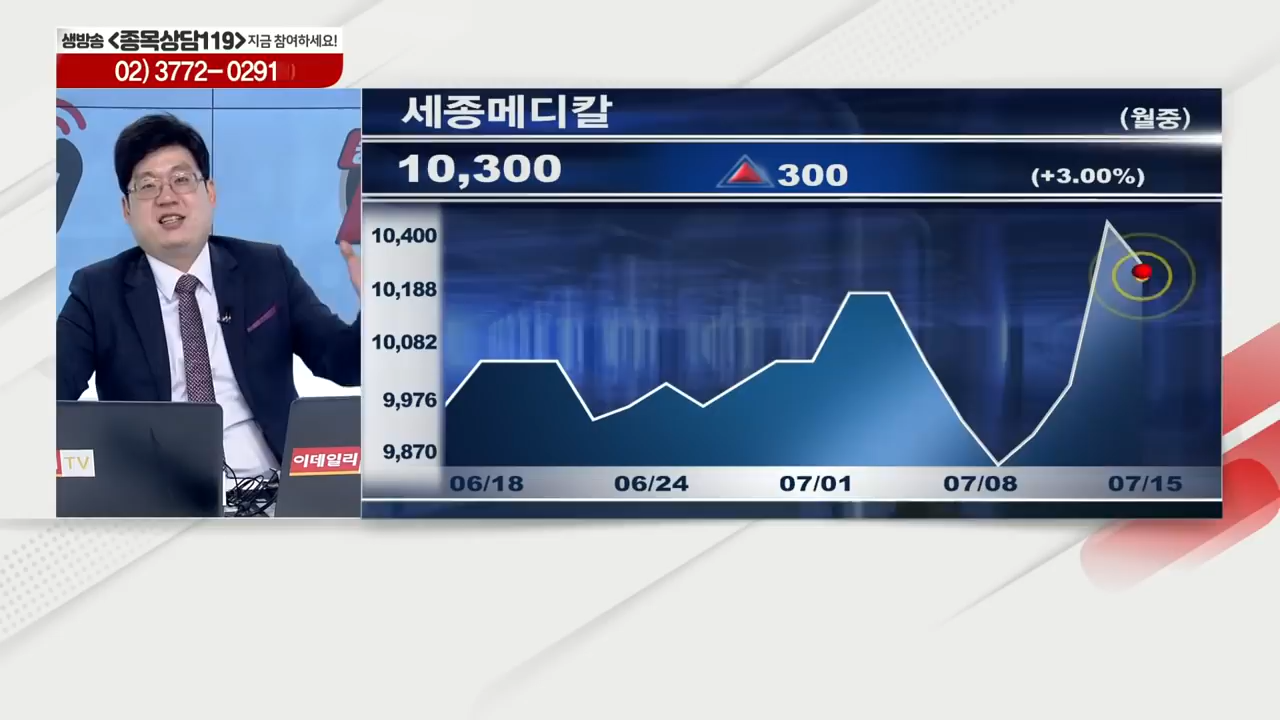 생방송 <종목상담119> 지금 참여하세요!
02) 3772-0291
세종메디칼
(월중)
10,300
300
(+3.00%)
10,400
10,188
10,082
9,976
9,870
06/18
06/24
07/01
07/08
07/15
TV
이데일리